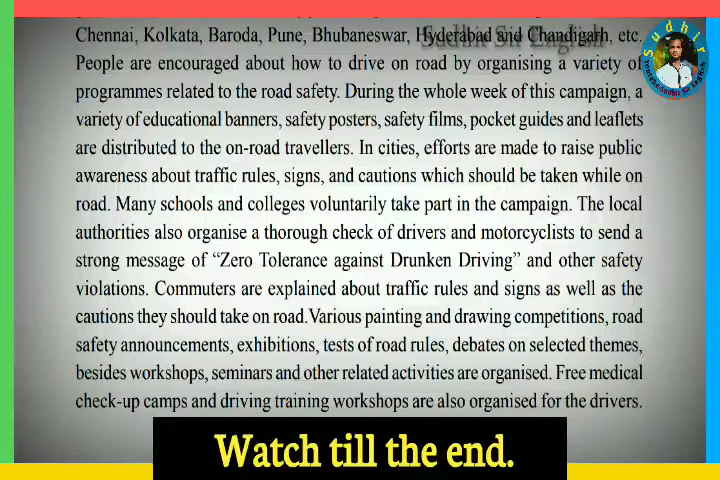 Chennai, Kolkata, Baroda, Pune, Bhubaneswar, Hyderabad and Chandigarh, etc.
People are encouraged about how to drive on road by organising a variety of
programmes related to the road safety. During the whole week of this campaign, a
variety of educational banners, safety posters, safety films, pocket guides and leaflets
are distributed to the on-road travellers. In cities, efforts are made to raise public
awareness about traffic rules, signs, and cautions which should be taken while on
road. Many schools and colleges voluntarily take part in the campaign. The local
authorities also organise a thorough check of drivers and motorcyclists to send a
strong message of “Zero Tolerance against Drunken Driving” and other safety
violations. Commuters are explained about traffic rules and signs as well as the
cautions they should take on road.Various painting and drawing competitions, road
safety announcements, exhibitions, tests of road rules, debates on selected themes,
besides workshops, seminars and other related activities are organised. Free medical
check-up camps and driving training workshops are also organised for the drivers.
Sudhir Sir English
Sudhir
Youtube Sudhir Sir English
Watch till the end.